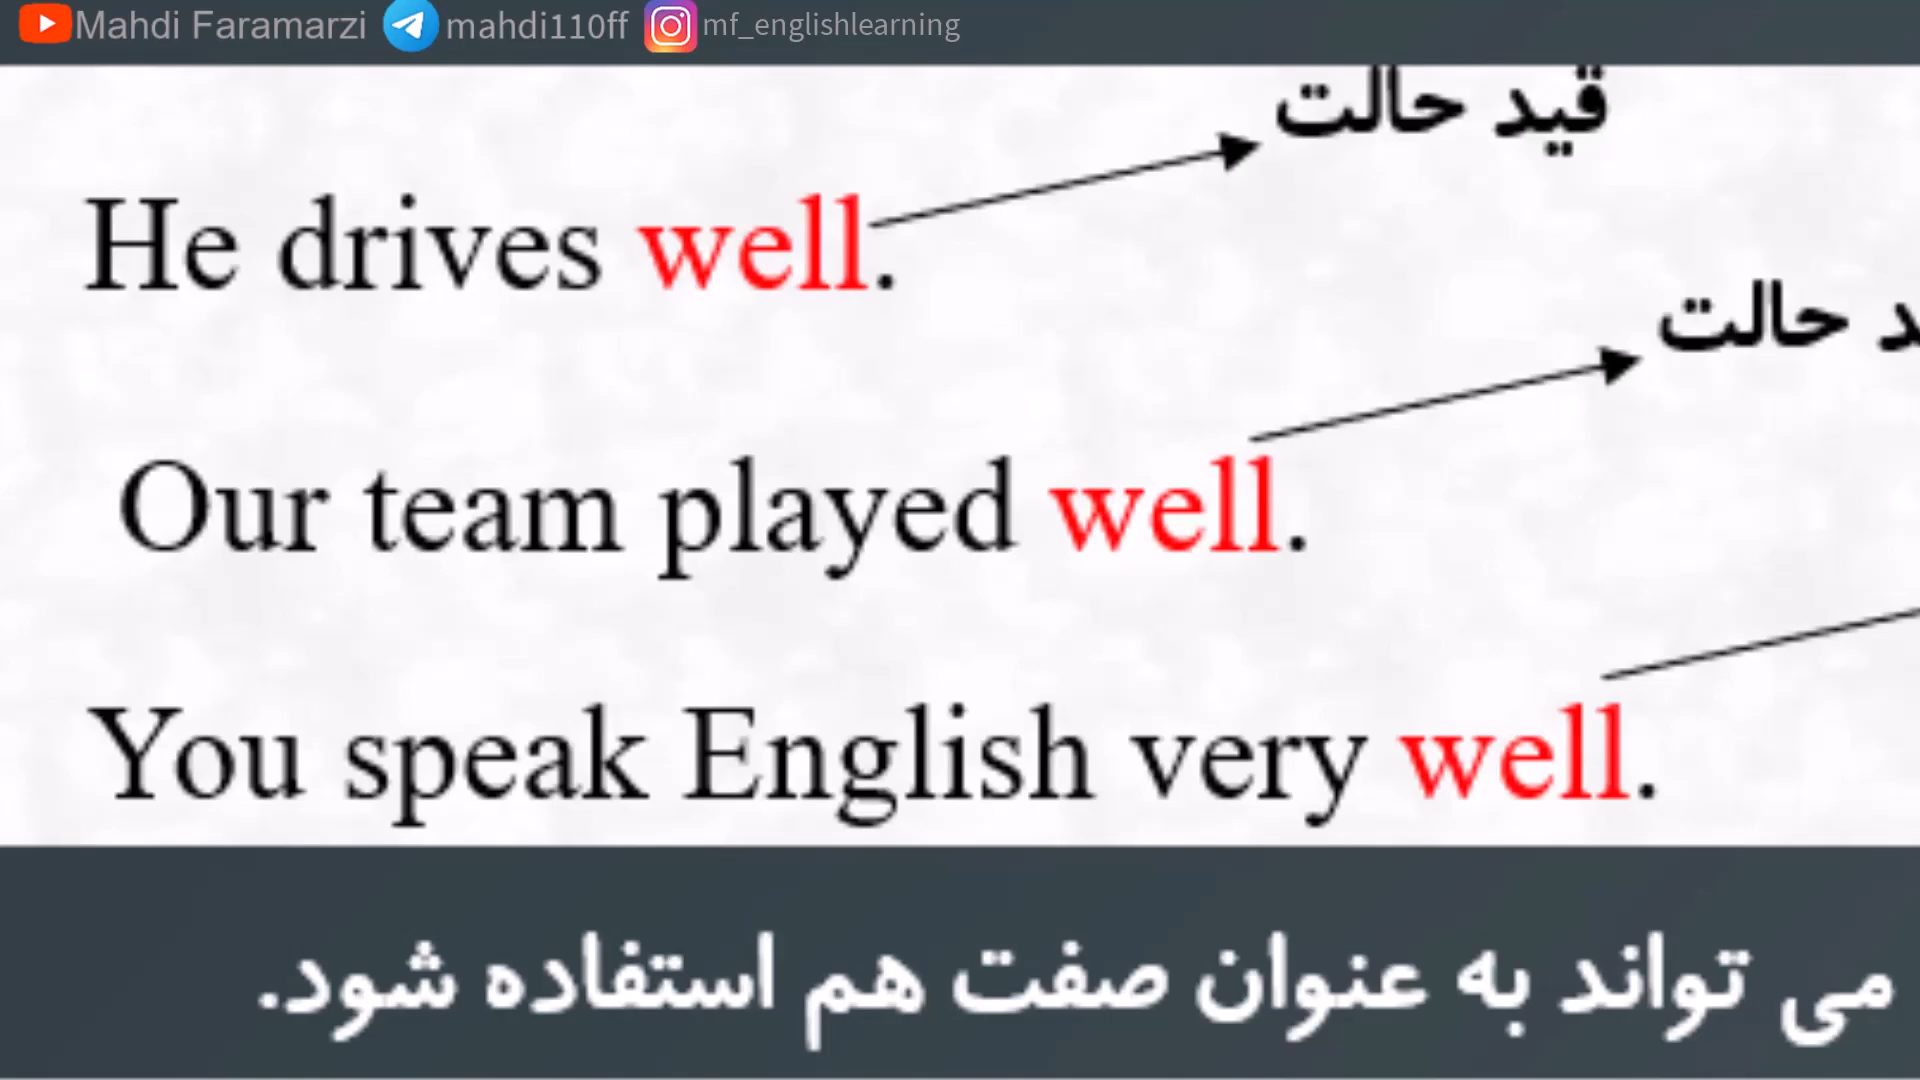 Mahdi Faramarzi mahdi110ff mf_englishlearning
قید حالت
He drives well.
حالت
Our team played well.
You speak English very well.
می تواند به عنوان صفت هم استفاده شود.